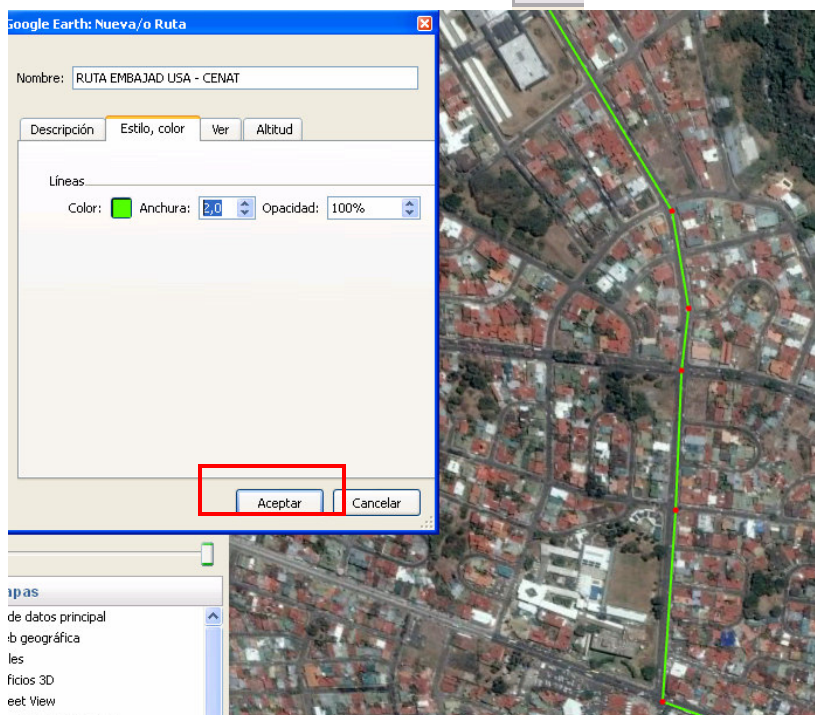 Google Earth: Nueva/o Ruta
Nombre: RUTA EMBAJAD USA - CENAT
Descripción Estilo, color Ver Altitud
Líneas
Color: Anchura: 2,0 Opacidad: 100%
Aceptar Cancelar
apas
de datos principal
eb geográfica
les
ficios 3D
eet View